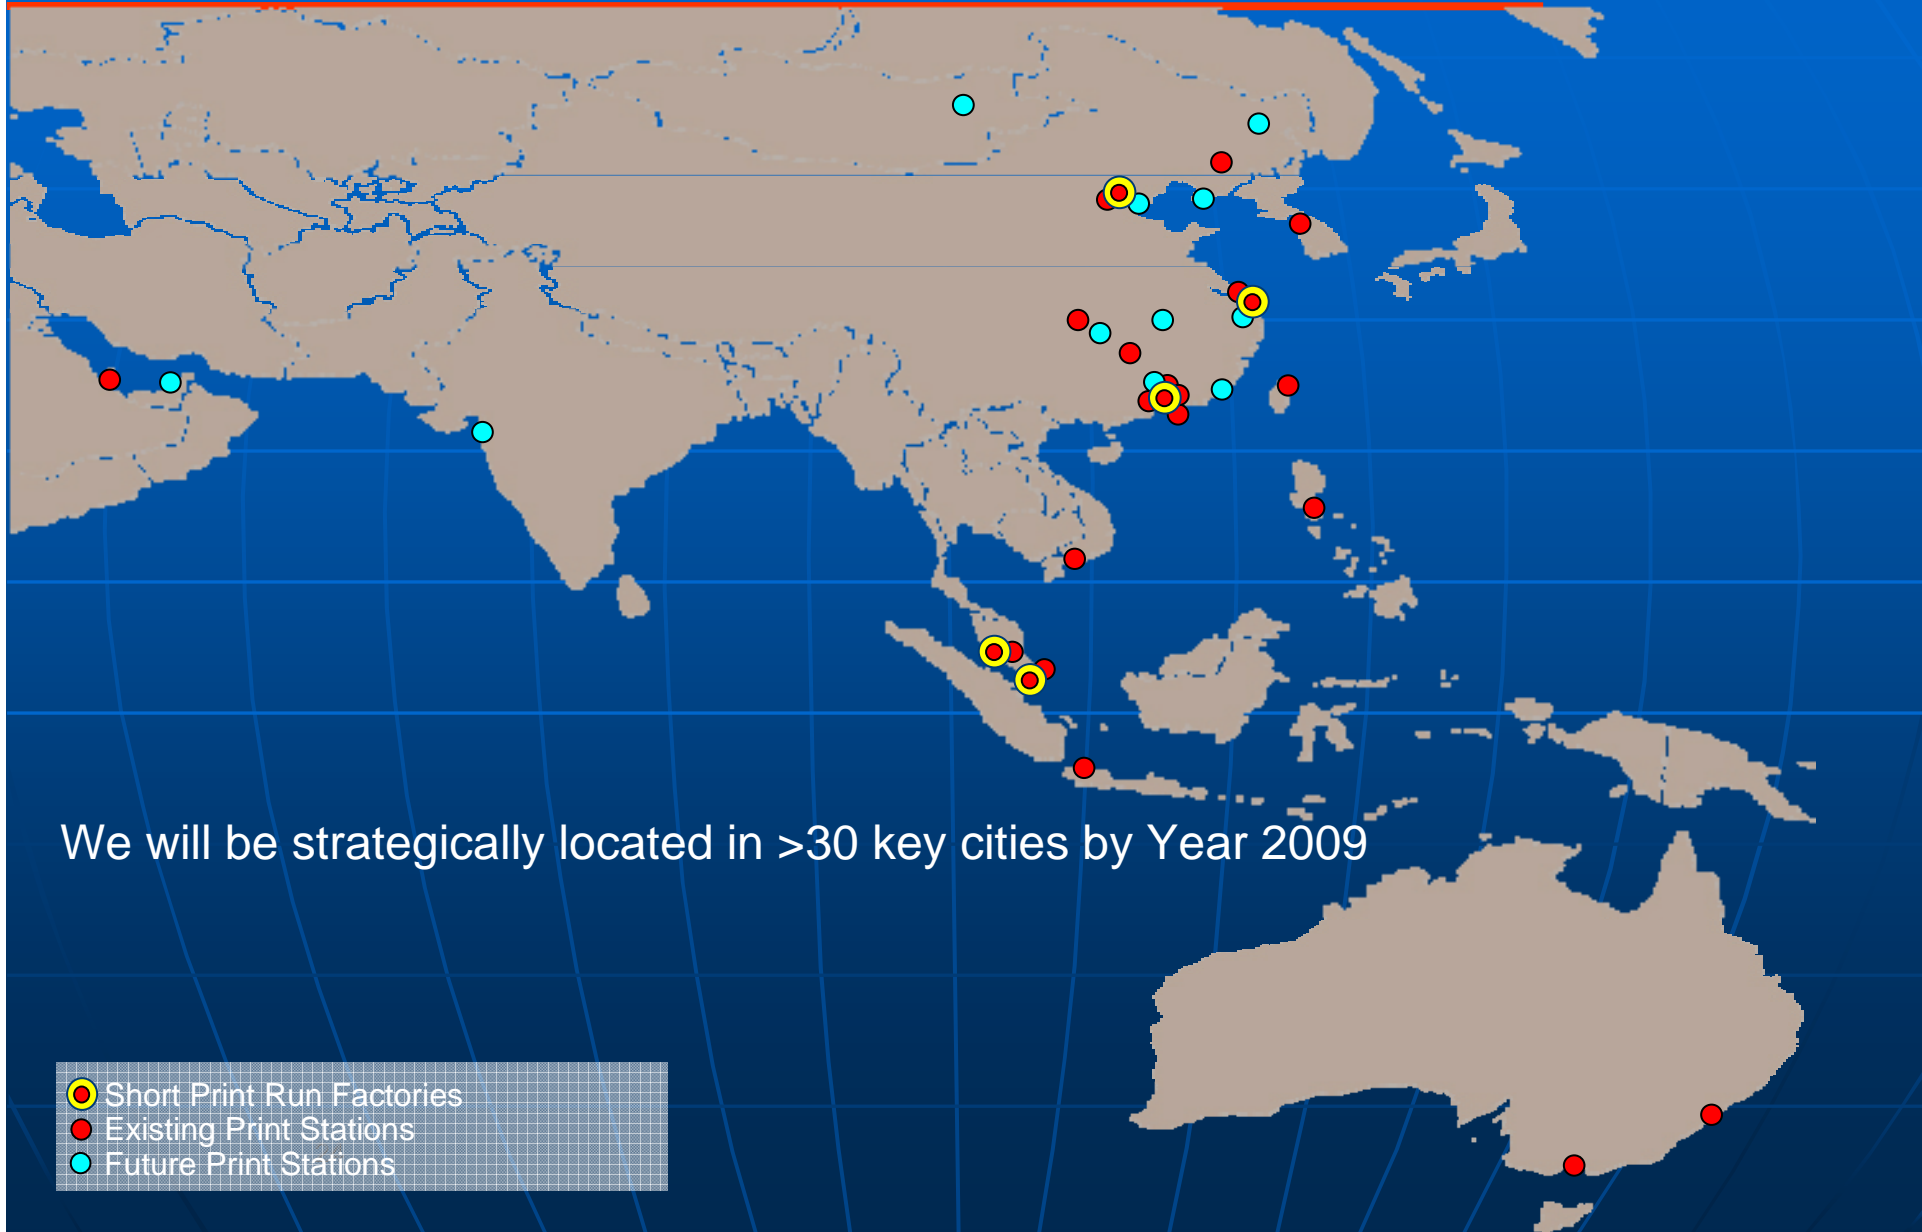 We will be strategically located in >30 key cities by Year 2009
Short Print Run Factories
Existing Print Stations
Future Print Stations